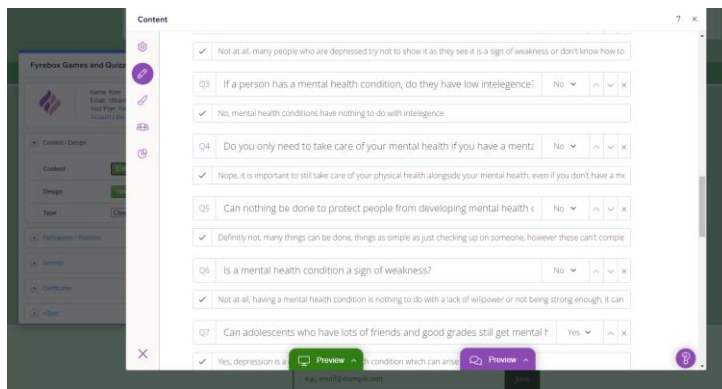 Content
? ×
Not at all, many people who are depressed try not to show it as they see it is a sign of weakness or don't know how to
Fyrebox Games and Quizz
Q3 If a person has a mental health condition, do they have low intelegence? No
No, mental health conditions have nothing to do with intelegence
Content / Design
Q4 Do you only need to take care of your mental health if you have a menta No
Content
Nope, it is important to still take care of your physical health alongside your mental health, even if you don't have a me
Design
Q5 Can nothing be done to protect people from developing mental health c No
Type
Definitly not, many things can be done, things as simple as just checking up on someone, however these can't comple
Participants / Statistics
Settings
Q6 Is a mental health condition a sign of weakness? No
Not at all, having a mental health condition is nothing to do with a lack of wilpower or not being strong enough, it can
Q7 Can adolescents who have lots of friends and good grades still get mental h Yes
Yes, depression is a
Preview
h condition which can arise
Preview
?
e.g., email@example.com